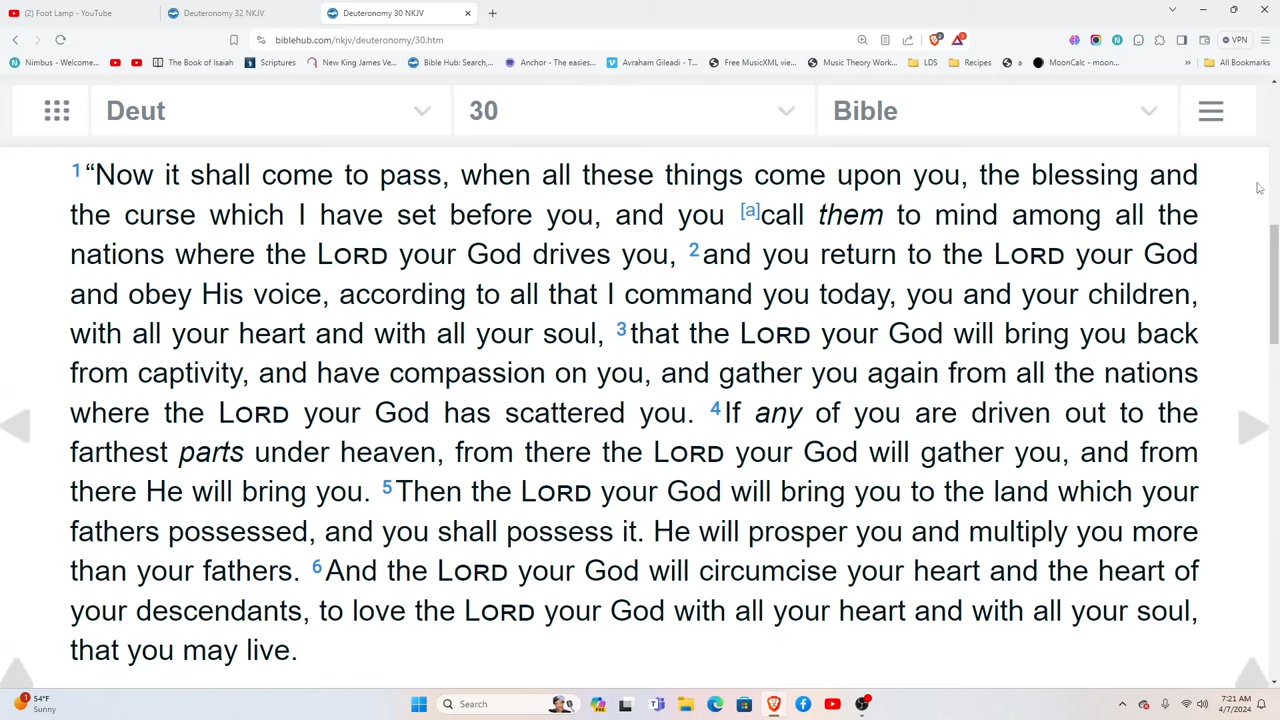 (2) Foot Lamp - YouTube
Deuteronomy 32 NKJV
Deuteronomy 30 NKJV
biblehub.com/nkjv/deuteronomy/30.htm
VPN
Nimbus - Welcome...
The Book of Isaiah
Scriptures
New King James Ve...
Bible Hub: Search,...
Anchor - The easies...
Avraham Gileadi - T...
Free MusicXML vie...
Music Theory Wor...
LDS
Recipes
a
MoonCalc - moon...
All Bookmarks
Deut
30
Bible
1 “Now it shall come to pass, when all these things come upon you, the blessing and
the curse which I have set before you, and you [a]call them to mind among all the
nations where the LORD your God drives you, 2 and you return to the LORD your God
and obey His voice, according to all that I command you today, you and your children,
with all your heart and with all your soul, 3 that the LORD your God will bring you back
from captivity, and have compassion on you, and gather you again from all the nations
where the LORD your God has scattered you. 4 If any of you are driven out to the
farthest parts under heaven, from there the LORD your God will gather you, and from
there He will bring you. 5 Then the LORD your God will bring you to the land which your
fathers possessed, and you shall possess it. He will prosper you and multiply you more
than your fathers. 6 And the LORD your God will circumcise your heart and the heart of
your descendants, to love the LORD your God with all your heart and with all your soul,
that you may live.
54°F
Sunny
Search
7:21 AM
4/7/2024